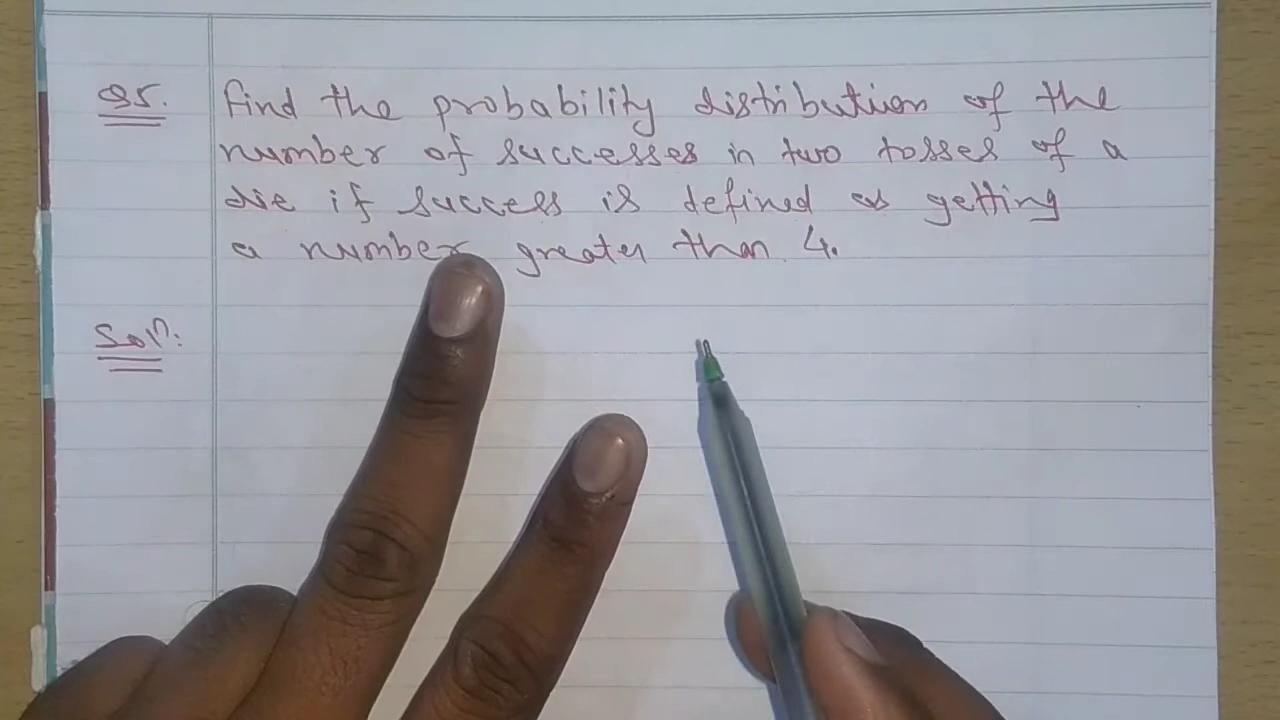 Q5. Find the probability distribution of the
number of successes in two tosses of a
die if success is defined as getting
a number greater than 4.
Soln: